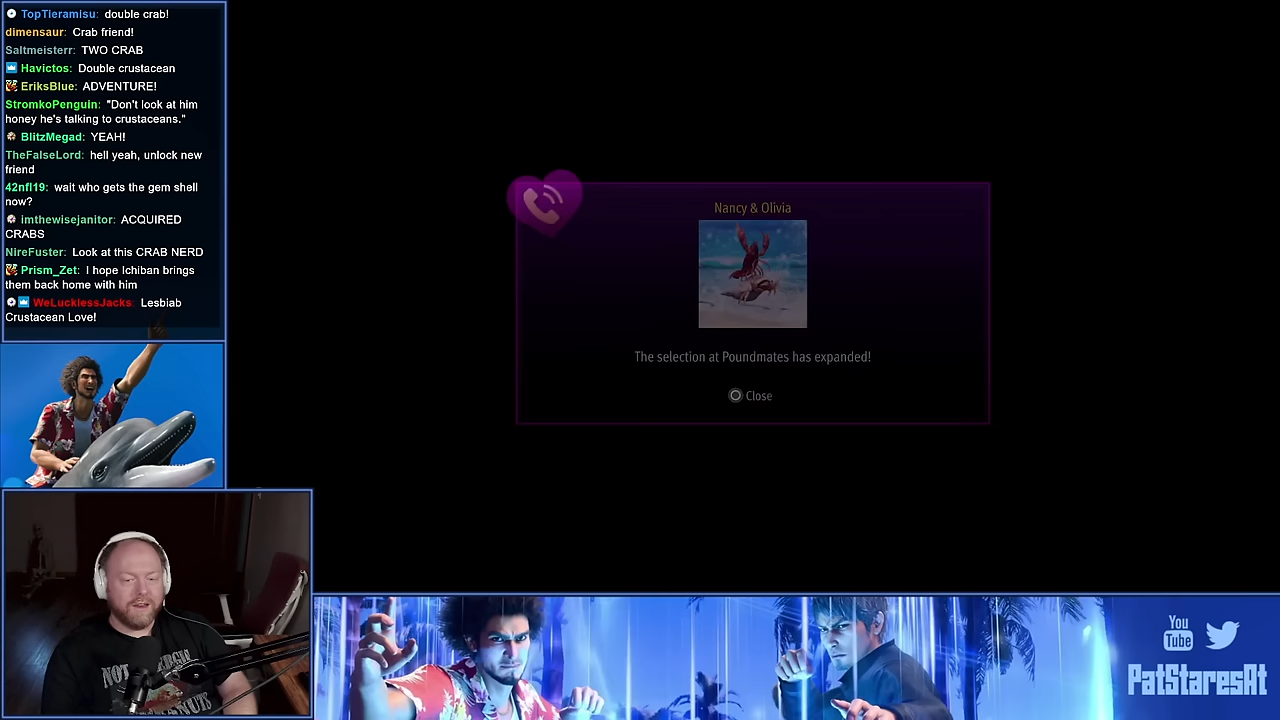 TopTieramisu: double crab!
dimensaur: Crab friend!
Saltmeisterr: TWO CRAB
Havictos: Double crustacean
EriksBlue: ADVENTURE!
StromkoPenguin: "Don't look at him
honey he's talking to crustaceans."
BlitzMegad: YEAH!
TheFalseLord: hell yeah, unlock new
friend
42nfl19: wait who gets the gem shell
now?
imthewisejanitor: ACQUIRED
CRABS
NireFuster: Look at this CRAB NERD
Prism_Zet: I hope Ichiban brings
them back home with him
WeLucklessJacks: Lesbiab
Crustacean Love!
Nancy & Olivia
The selection at Poundmates has expanded!
Close
NOT
You
Tube
PatStaresAt